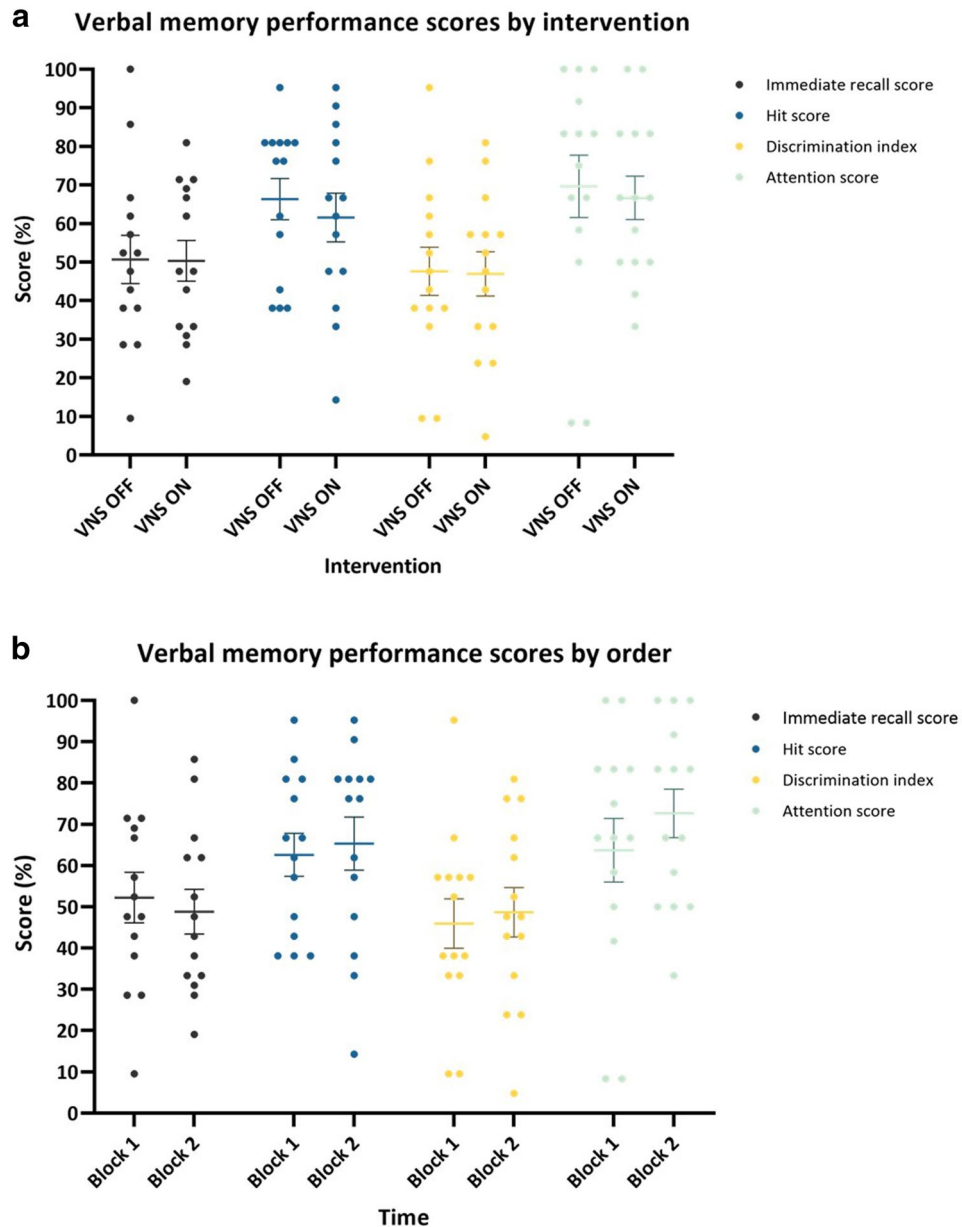 a
Verbal memory performance scores by intervention
Score (%)
100
90
80
70
60
50
40
30
20
10
0
VNS OFF
VNS ON
VNS OFF
VNS ON
VNS OFF
VNS ON
VNS OFF
VNS ON
Intervention
Immediate recall score
Hit score
Discrimination index
Attention score
b
Verbal memory performance scores by order
Score (%)
100
90
80
70
60
50
40
30
20
10
0
Block 1
Block 2
Block 1
Block 2
Block 1
Block 2
Block 1
Block 2
Time
Immediate recall score
Hit score
Discrimination index
Attention score